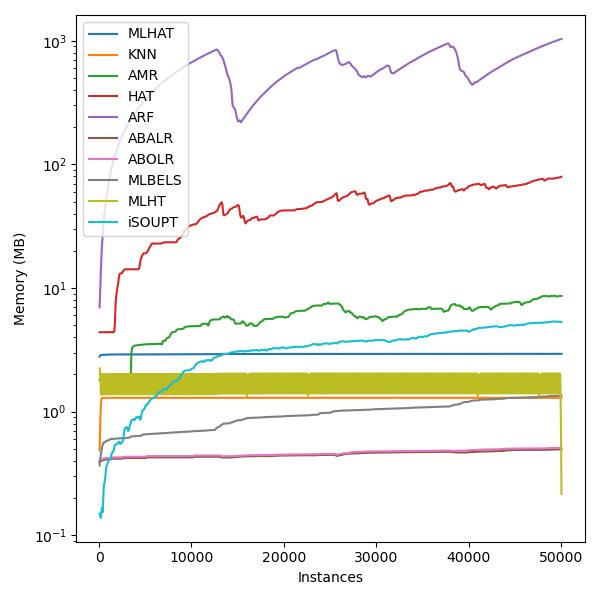 MLHAT
KNN
AMR
HAT
ARF
ABALR
ABOLR
MLBELS
MLHT
iSOUPT
Memory (MB)
10³
10²
10¹
10⁰
10⁻¹
0 10000 20000 30000 40000 50000
Instances